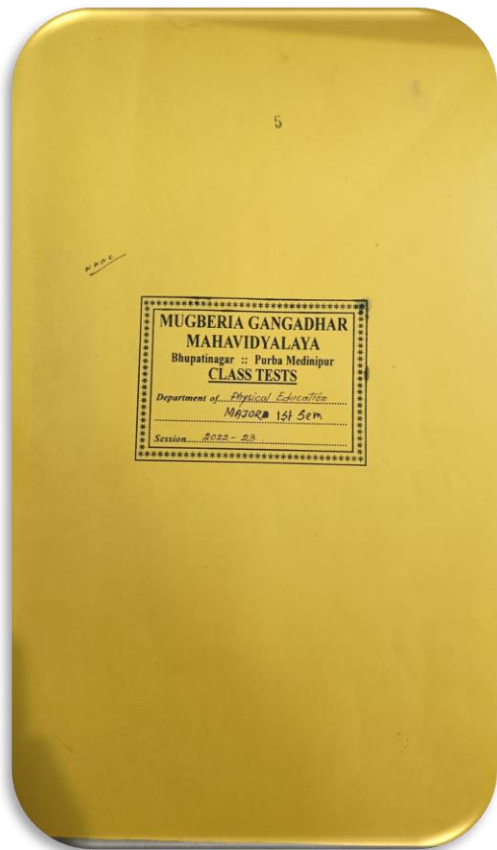 5
NAAC
MUGBERIA GANGADHAR
MAHAVIDYALAYA
Bhupatinagar :: Purba Medinipur
CLASS TESTS
Department of Physical Education
MAJOR 1st Sem
Session 2022-23